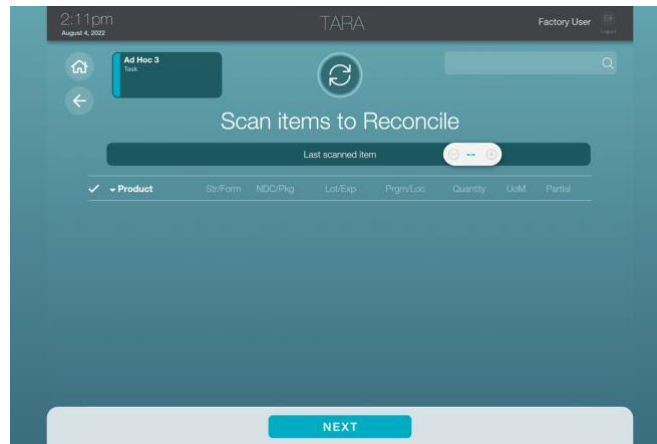 2:11pm
August 4, 2022
TARA
Factory User
Logout
Ad Hoc 3
Task
Scan items to Reconcile
Last scanned item
--
Product Str/Form NDC/Pkg Lot/Exp Prgm/Loc Quantity UoM Partial
NEXT